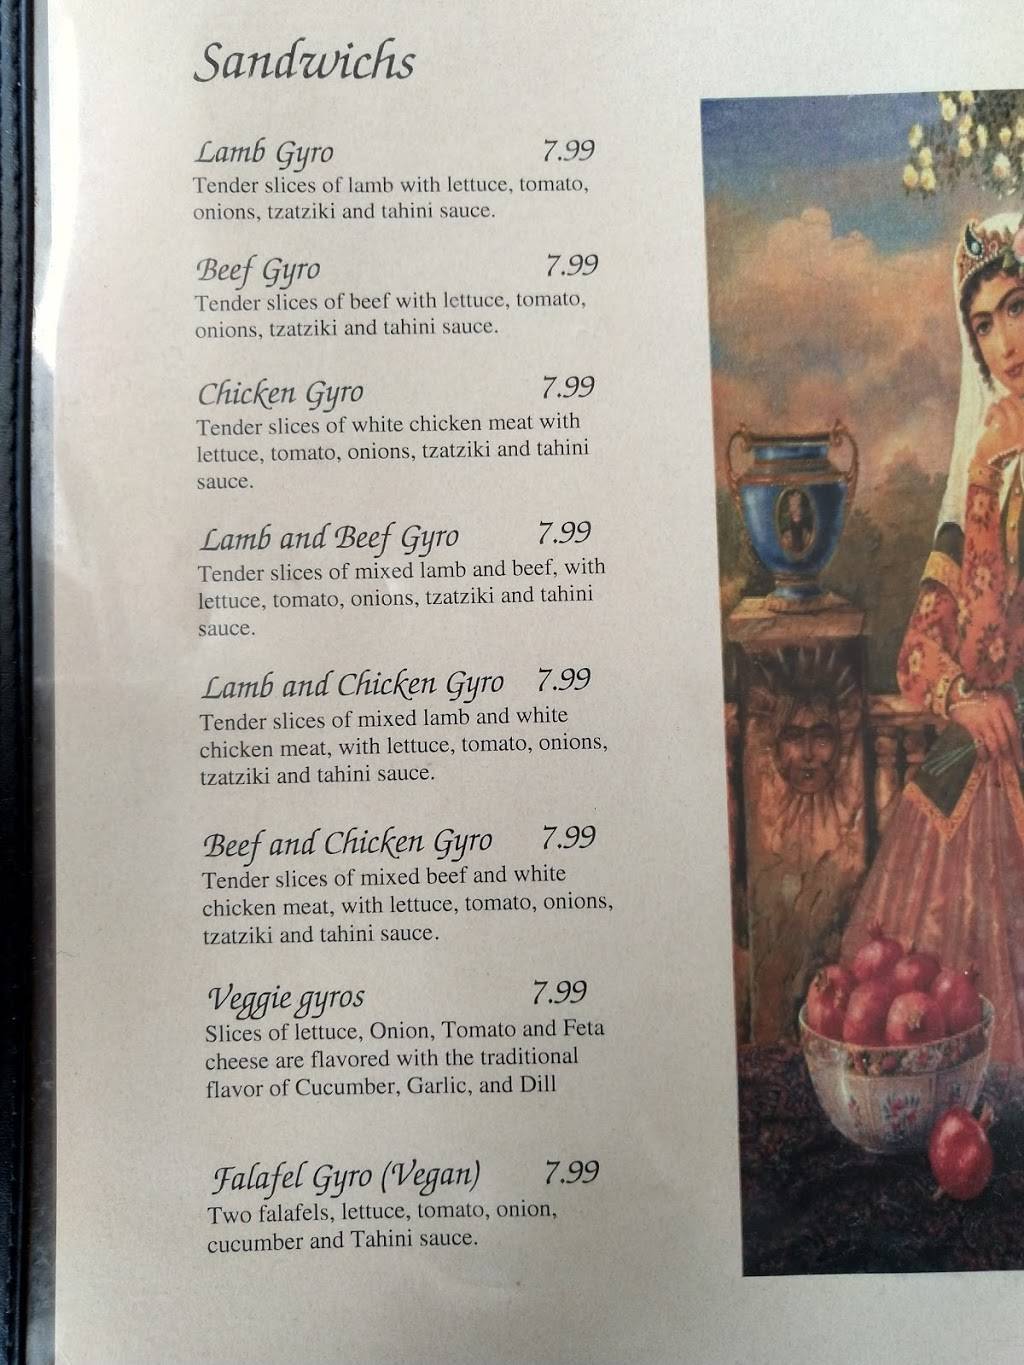 Sandwichs
Lamb Gyro 7.99
Tender slices of lamb with lettuce, tomato,
onions, tzatziki and tahini sauce.
Beef Gyro 7.99
Tender slices of beef with lettuce, tomato,
onions, tzatziki and tahini sauce.
Chicken Gyro 7.99
Tender slices of white chicken meat with
lettuce, tomato, onions, tzatziki and tahini
sauce.
Lamb and Beef Gyro 7.99
Tender slices of mixed lamb and beef, with
lettuce, tomato, onions, tzatziki and tahini
sauce.
Lamb and Chicken Gyro 7.99
Tender slices of mixed lamb and white
chicken meat, with lettuce, tomato, onions,
tzatziki and tahini sauce.
Beef and Chicken Gyro 7.99
Tender slices of mixed beef and white
chicken meat, with lettuce, tomato, onions,
tzatziki and tahini sauce.
Veggie gyros 7.99
Slices of lettuce, Onion, Tomato and Feta
cheese are flavored with the traditional
flavor of Cucumber, Garlic, and Dill
Falafel Gyro (Vegan) 7.99
Two falafels, lettuce, tomato, onion,
cucumber and Tahini sauce.